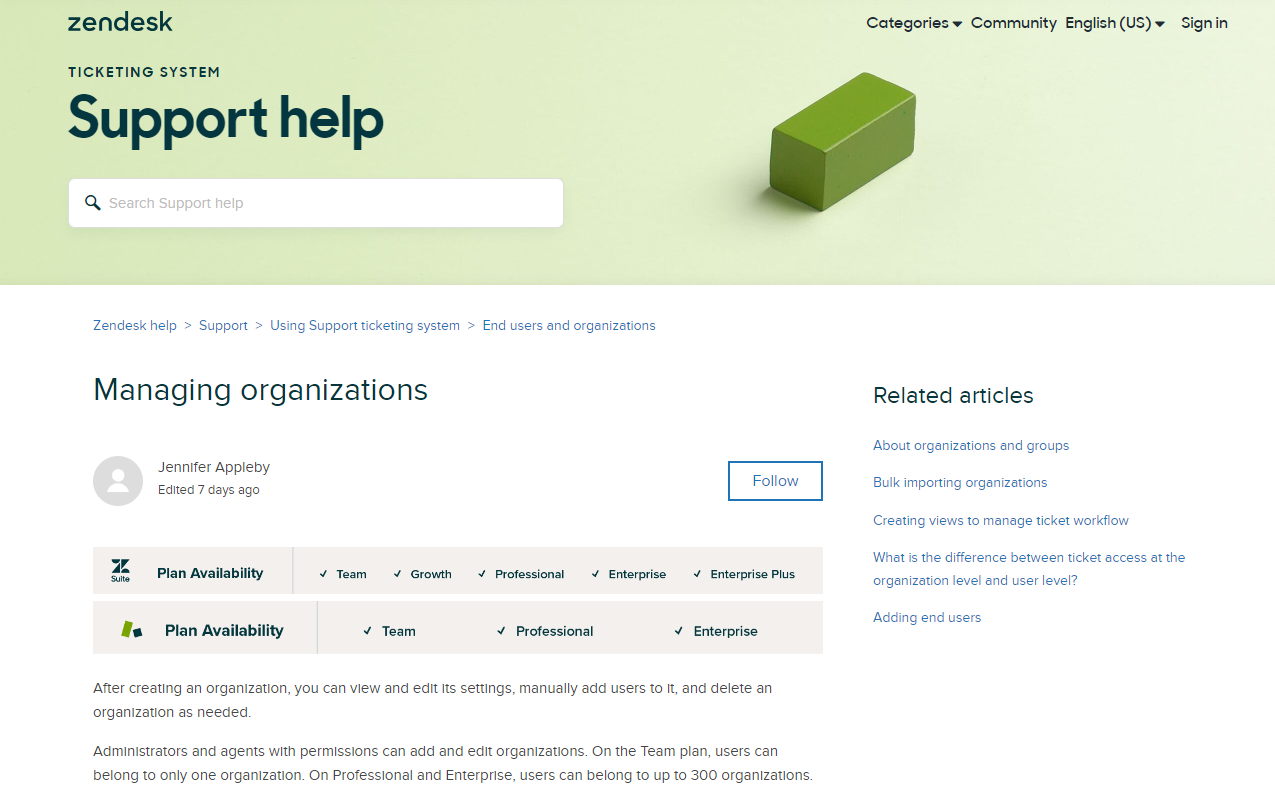 zendesk
Categories Community English (US) Sign in
TICKETING SYSTEM
Support help
Search Support help
Zendesk help > Support > Using Support ticketing system > End users and organizations
Managing organizations
Jennifer Appleby
Edited 7 days ago
Follow
Suite Plan Availability ✓ Team ✓ Growth ✓ Professional ✓ Enterprise ✓ Enterprise Plus
Plan Availability ✓ Team ✓ Professional ✓ Enterprise
After creating an organization, you can view and edit its settings, manually add users to it, and delete an
organization as needed.
Administrators and agents with permissions can add and edit organizations. On the Team plan, users can
belong to only one organization. On Professional and Enterprise, users can belong to up to 300 organizations.
Related articles
About organizations and groups
Bulk importing organizations
Creating views to manage ticket workflow
What is the difference between ticket access at the
organization level and user level?
Adding end users